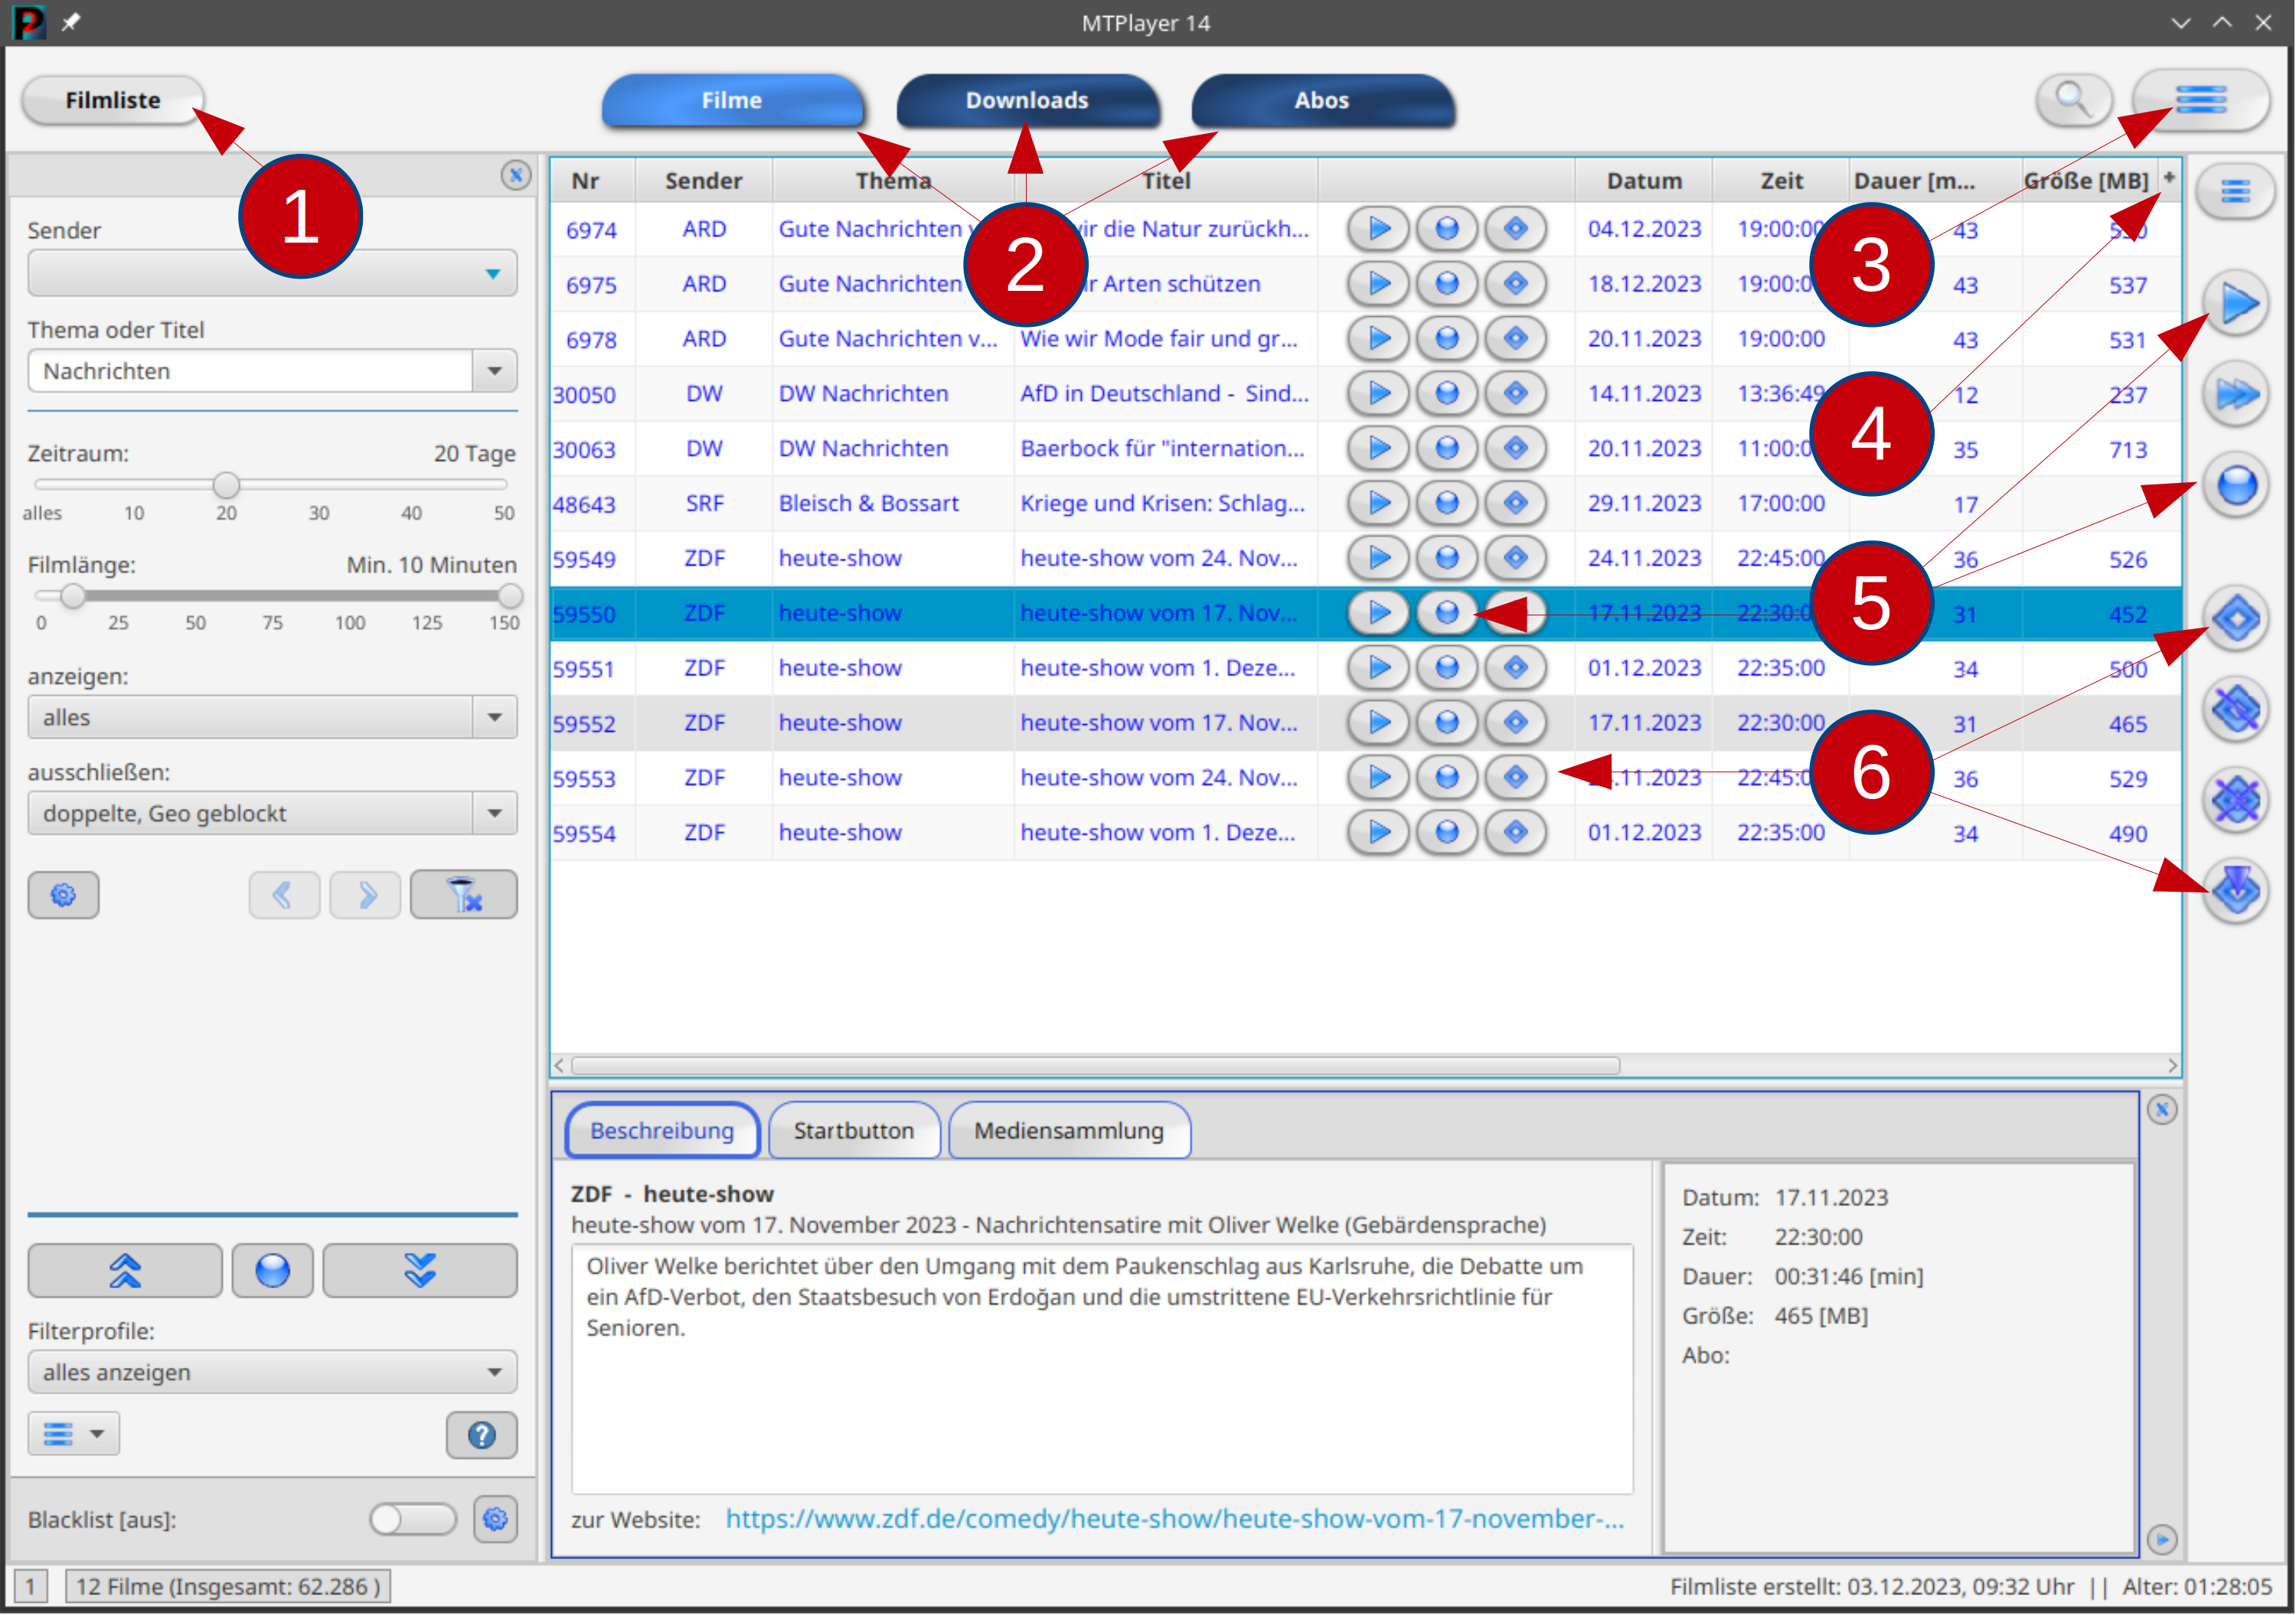 MTPlayer 14
Filmliste
Filme
Downloads
Abos
1
2
3
4
5
6
Sender
Thema oder Titel
Nachrichten
Zeitraum: 20 Tage
alles 10 20 30 40 50
Filmlänge: Min. 10 Minuten
0 25 50 75 100 125 150
anzeigen:
alles
ausschließen:
doppelte, Geo geblockt
Filterprofile:
alles anzeigen
Blacklist [aus]:
Nr Sender Thema Titel Datum Zeit Dauer [m... Größe [MB] +
6974 ARD Gute Nachrichten ir die Natur zurückh... 04.12.2023 19:00:00 43
6975 ARD Gute Nachrichten r Arten schützen 18.12.2023 19:00:0 43 537
6978 ARD Gute Nachrichten v... Wie wir Mode fair und gr... 20.11.2023 19:00:00 43 531
30050 DW DW Nachrichten AfD in Deutschland - Sind... 14.11.2023 13:36:49 12 237
30063 DW DW Nachrichten Baerbock für "internation... 20.11.2023 11:00:0 35 713
48643 SRF Bleisch & Bossart Kriege und Krisen: Schlag... 29.11.2023 17:00:00 17
59549 ZDF heute-show heute-show vom 24. Nov... 24.11.2023 22:45:00 36 526
59550 ZDF heute-show heute-show vom 17. Nov... 17.11.2023 22:30:0 31 452
59551 ZDF heute-show heute-show vom 1. Deze... 01.12.2023 22:35:00 34 500
59552 ZDF heute-show heute-show vom 17. Nov... 17.11.2023 22:30:00 31 465
59553 ZDF heute-show heute-show vom 24. Nov... .11.2023 22:45:0 36 529
59554 ZDF heute-show heute-show vom 1. Deze... 01.12.2023 22:35:00 34 490
Beschreibung
Startbutton
Mediensammlung
ZDF - heute-show
heute-show vom 17. November 2023 - Nachrichtensatire mit Oliver Welke (Gebärdensprache)
Oliver Welke berichtet über den Umgang mit dem Paukenschlag aus Karlsruhe, die Debatte um
ein AfD-Verbot, den Staatsbesuch von Erdoğan und die umstrittene EU-Verkehrsrichtlinie für
Senioren.
zur Website: https://www.zdf.de/comedy/heute-show/heute-show-vom-17-november-...
Datum: 17.11.2023
Zeit: 22:30:00
Dauer: 00:31:46 [min]
Größe: 465 [MB]
Abo:
1
12 Filme (Insgesamt: 62.286 )
Filmliste erstellt: 03.12.2023, 09:32 Uhr || Alter: 01:28:05